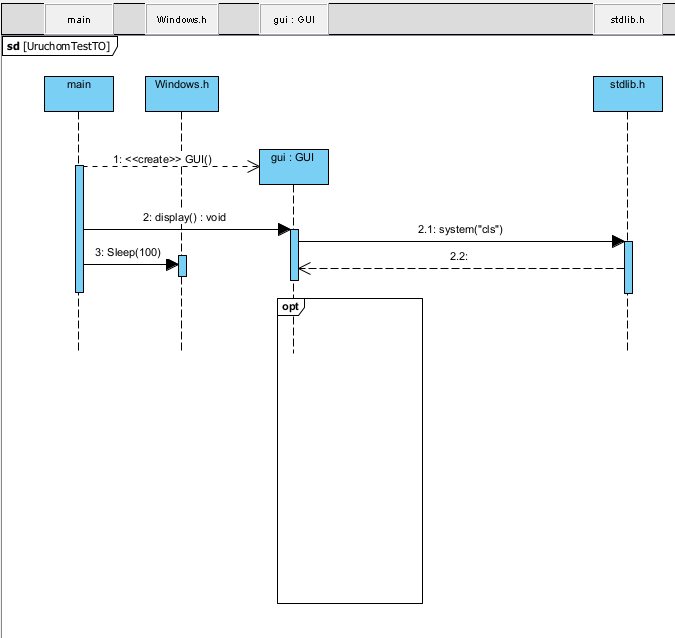 main
Windows.h
gui : GUI
stdlib.h
sd [UruchomTestTO]
main
Windows.h
stdlib.h
1: <<create>> GUI()
gui : GUI
2: display() : void
2.1: system("cls")
3: Sleep(100)
2.2:
opt